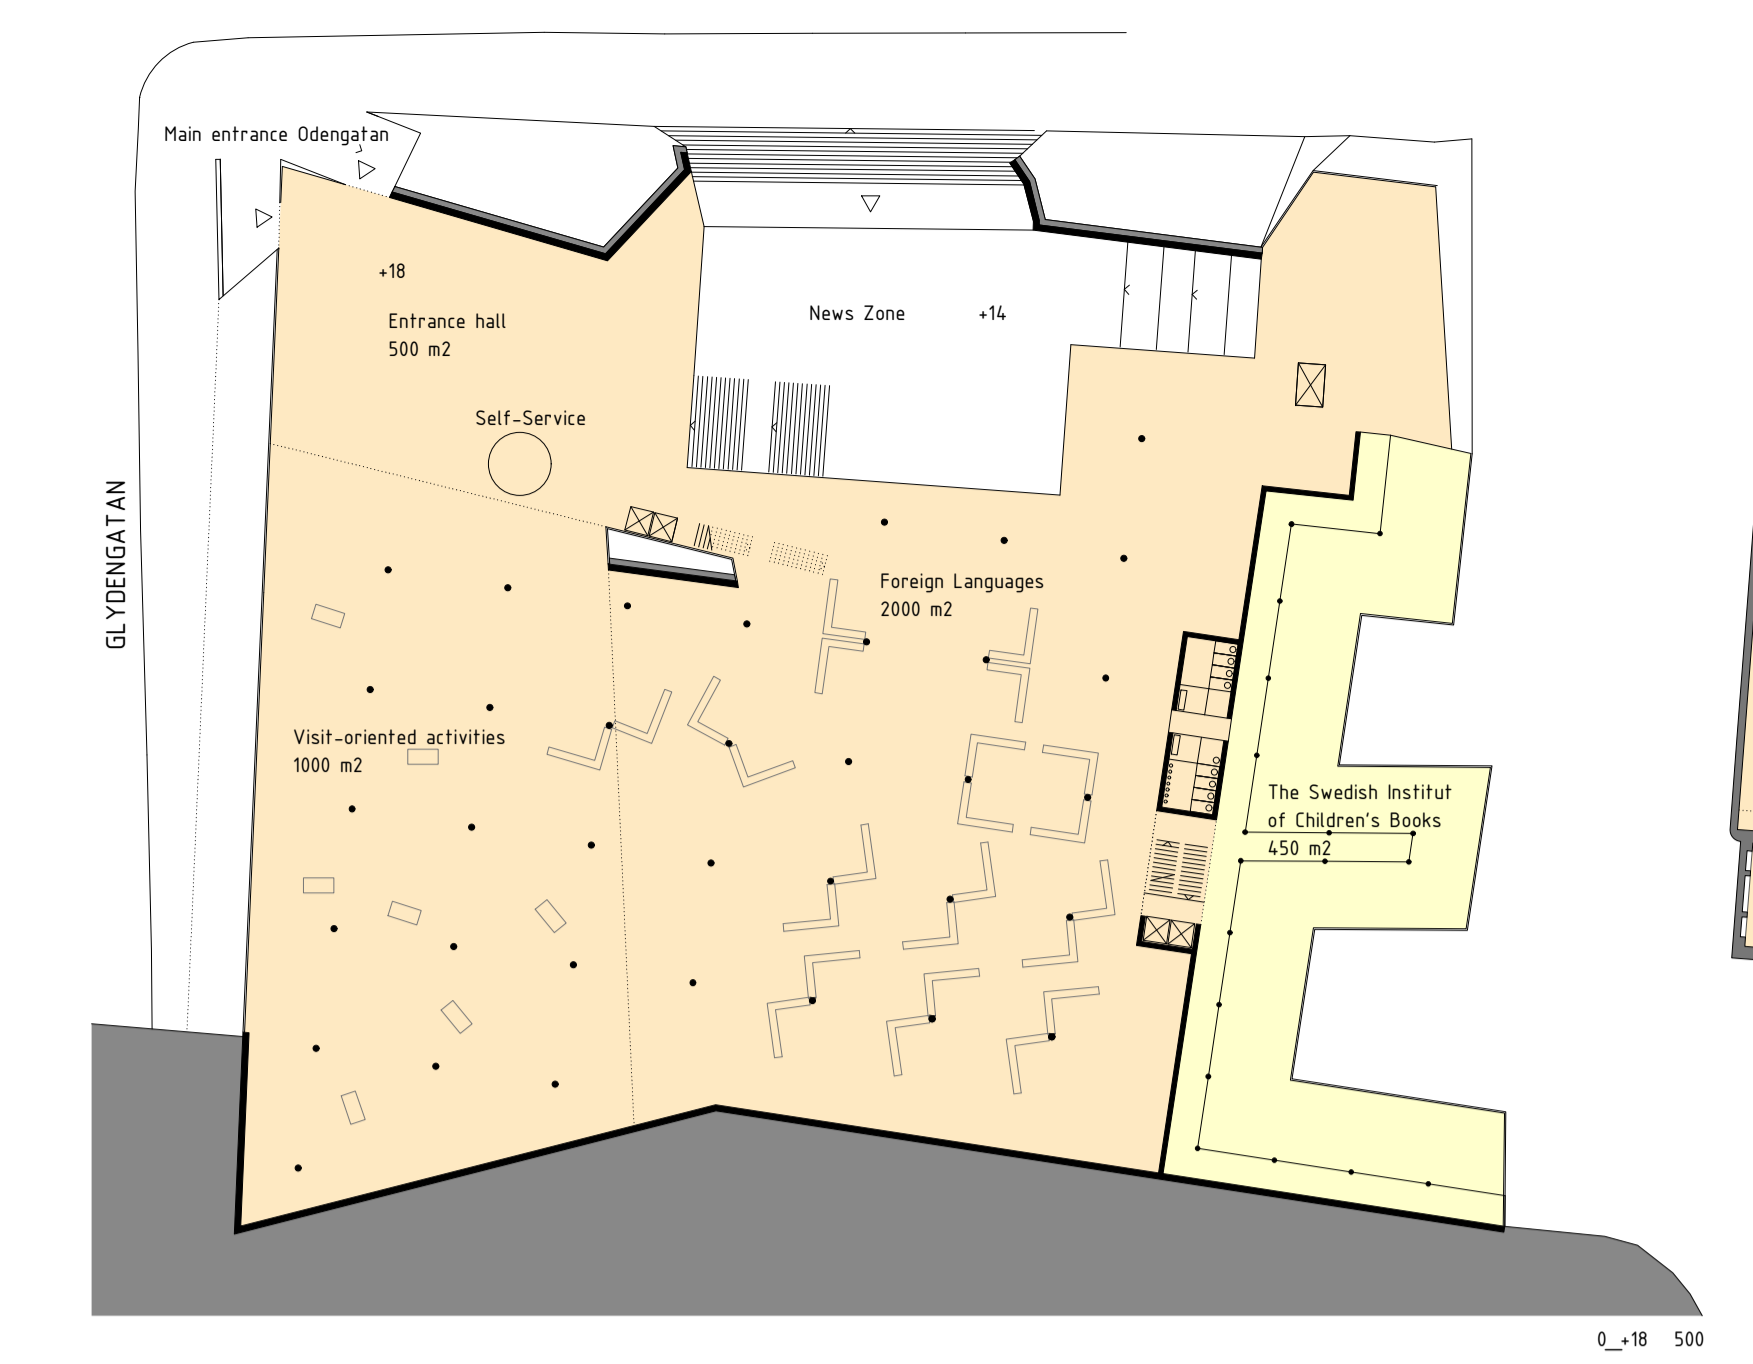 Main entrance Odengatan
+18
Entrance hall
500 m2
News Zone +14
Self-Service
GLYDENGATAN
Foreign Languages
2000 m2
Visit-oriented activities
1000 m2
The Swedish Institut
of Children's Books
450 m2
0__+18 500